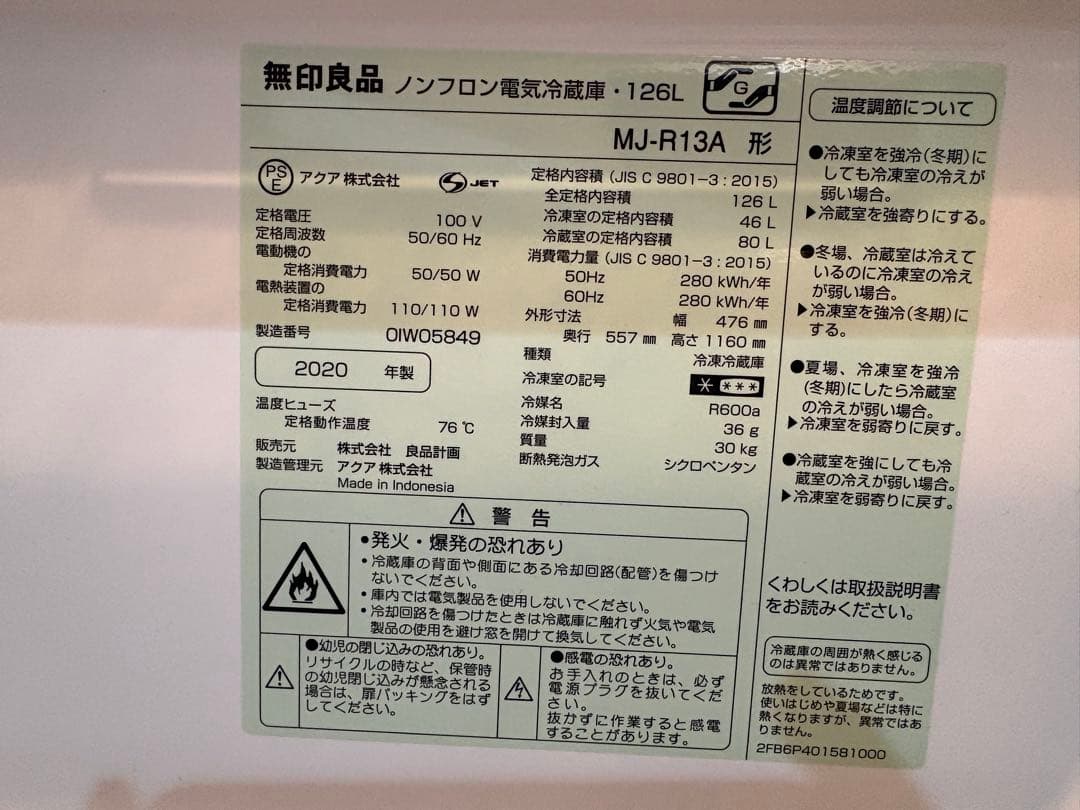 無印良品 ノンフロン電気冷蔵庫・126L
G
MJ-R13A 形
PS
E
アクア株式会社
JET
定格電圧 100 V
定格周波数 50/60 Hz
電動機の
定格消費電力 50/50 W
電熱装置の
定格消費電力 110/110 W
製造番号 OIW05849
2020 年製
温度ヒューズ
定格動作温度 76 ℃
販売元 株式会社 良品計画
製造管理元 アクア株式会社
Made in Indonesia
定格内容積 (JIS C 9801-3 : 2015)
全定格内容積 126 L
冷凍室の定格内容積 46 L
冷蔵室の定格内容積 80 L
消費電力量 (JIS C 9801-3 : 2015)
50Hz 280 kWh/年
60Hz 280 kWh/年
外形寸法 幅 476 ㎜
奥行 557 ㎜ 高さ 1160 ㎜
種類 冷凍冷蔵庫
冷凍室の記号 * ***
冷媒名 R600a
冷媒封入量 36 g
質量 30 kg
断熱発泡ガス シクロペンタン
⚠ 警 告
●発火・爆発の恐れあり
・冷蔵庫の背面や側面にある冷却回路(配管)を傷つけ
ないでください。
・庫内では電気製品を使用しないでください。
・冷却回路を傷つけたときは冷蔵庫に触れず火気や電気
製品の使用を避け窓を開けて換気してください。
●幼児の閉じ込みの恐れあり。
リサイクルの時など、保管時
の幼児閉じ込みが懸念される
場合は、扉パッキングをはず
してください。
●感電の恐れあり。
お手入れのときは、必ず
電源プラグを抜いてくだ
さい。
抜かずに作業すると感電
することがあります。
温度調節について
●冷凍室を強冷(冬期)に
しても冷凍室の冷えが
弱い場合。
▶冷蔵室を強寄りにする。
●冬場、冷蔵室は冷えて
いるのに冷凍室の冷え
が弱い場合。
▶冷凍室を強冷(冬期)に
する。
●夏場、冷凍室を強冷
(冬期)にしたら冷蔵室
の冷えが弱い場合。
▶冷凍室を弱寄りに戻す。
●冷蔵室を強にしても冷
蔵室の冷えが弱い場合。
▶冷凍室を弱寄りに戻す。
くわしくは取扱説明書
をお読みください。
冷蔵庫の周囲が熱く感じる
のは異常ではありません。
放熱をしているためです。
使いはじめや夏場などは特に
熱くなりますが、異常ではあ
りません。
2FB6P401581000